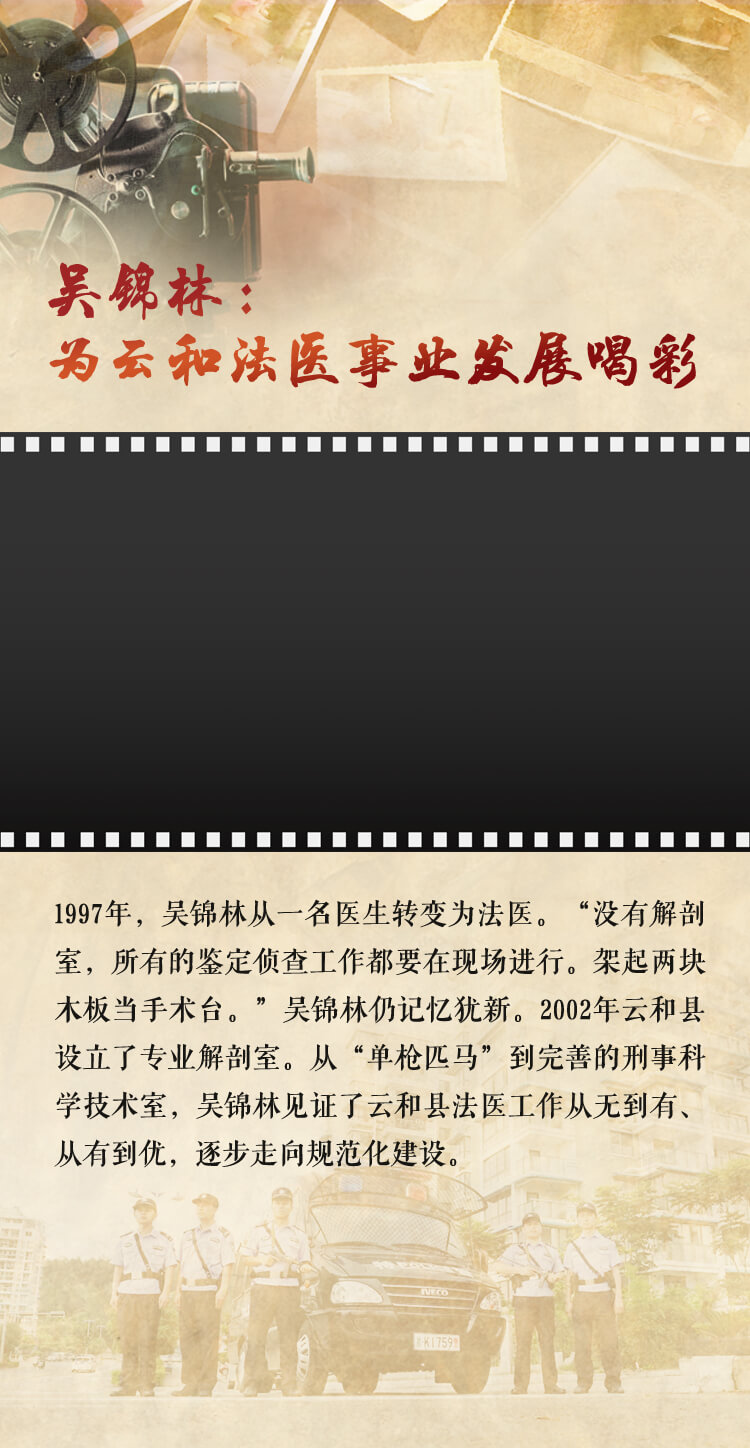 吴锦林：
为云和法医事业发展喝彩
1997年，吴锦林从一名医生转变为法医。“没有解剖
室，所有的鉴定侦查工作都要在现场进行。架起两块
木板当手术台。”吴锦林仍记忆犹新。2002年云和县
设立了专业解剖室。从“单枪匹马”到完善的刑事科
学技术室，吴锦林见证了云和县法医工作从无到有、
从有到优，逐步走向规范化建设。
IVECO
K1759